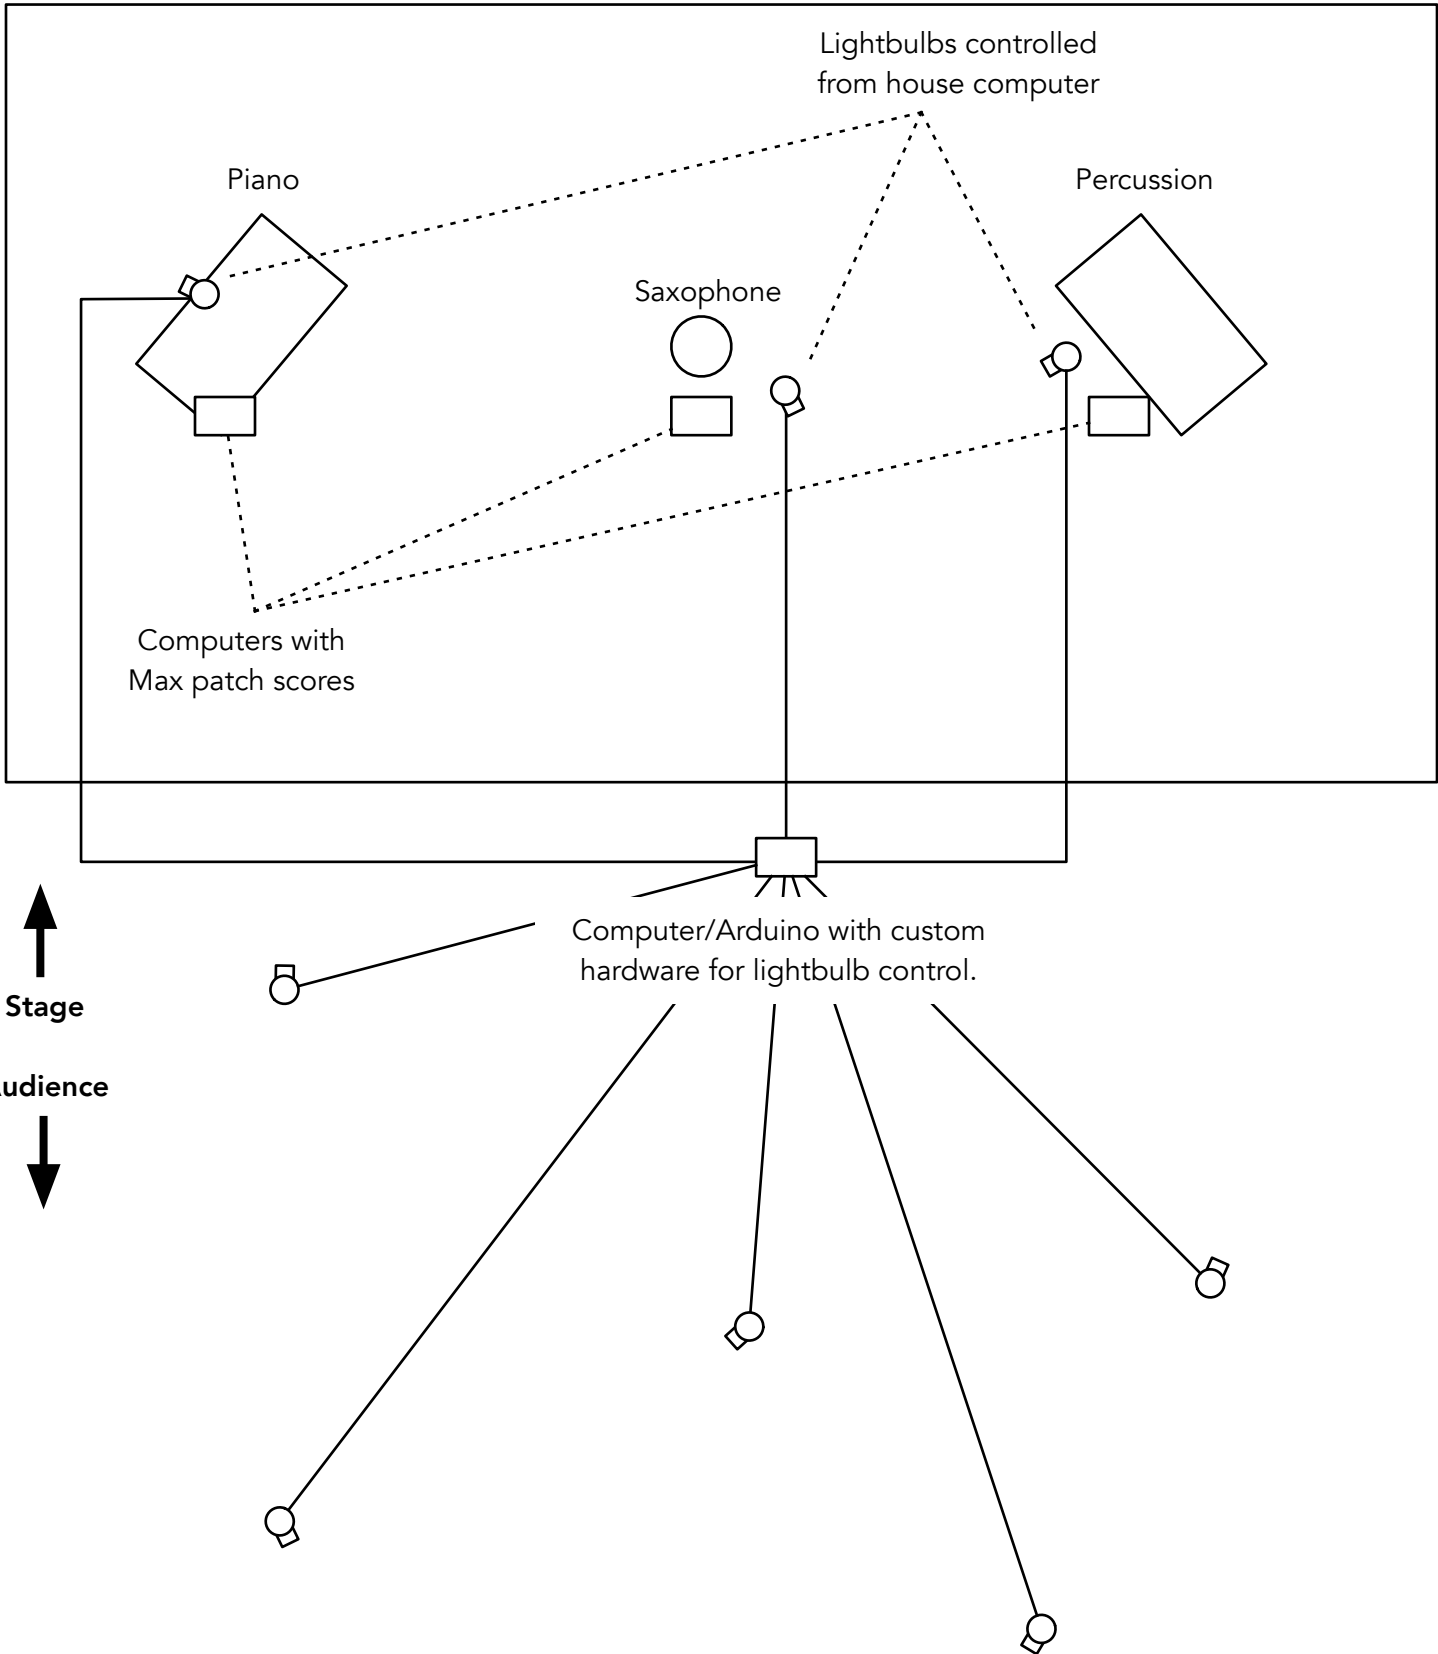 Lightbulbs controlled
from house computer
Piano
Percussion
Saxophone
Computers with
Max patch scores
Computer/Arduino with custom
hardware for lightbulb control.
Stage
udience